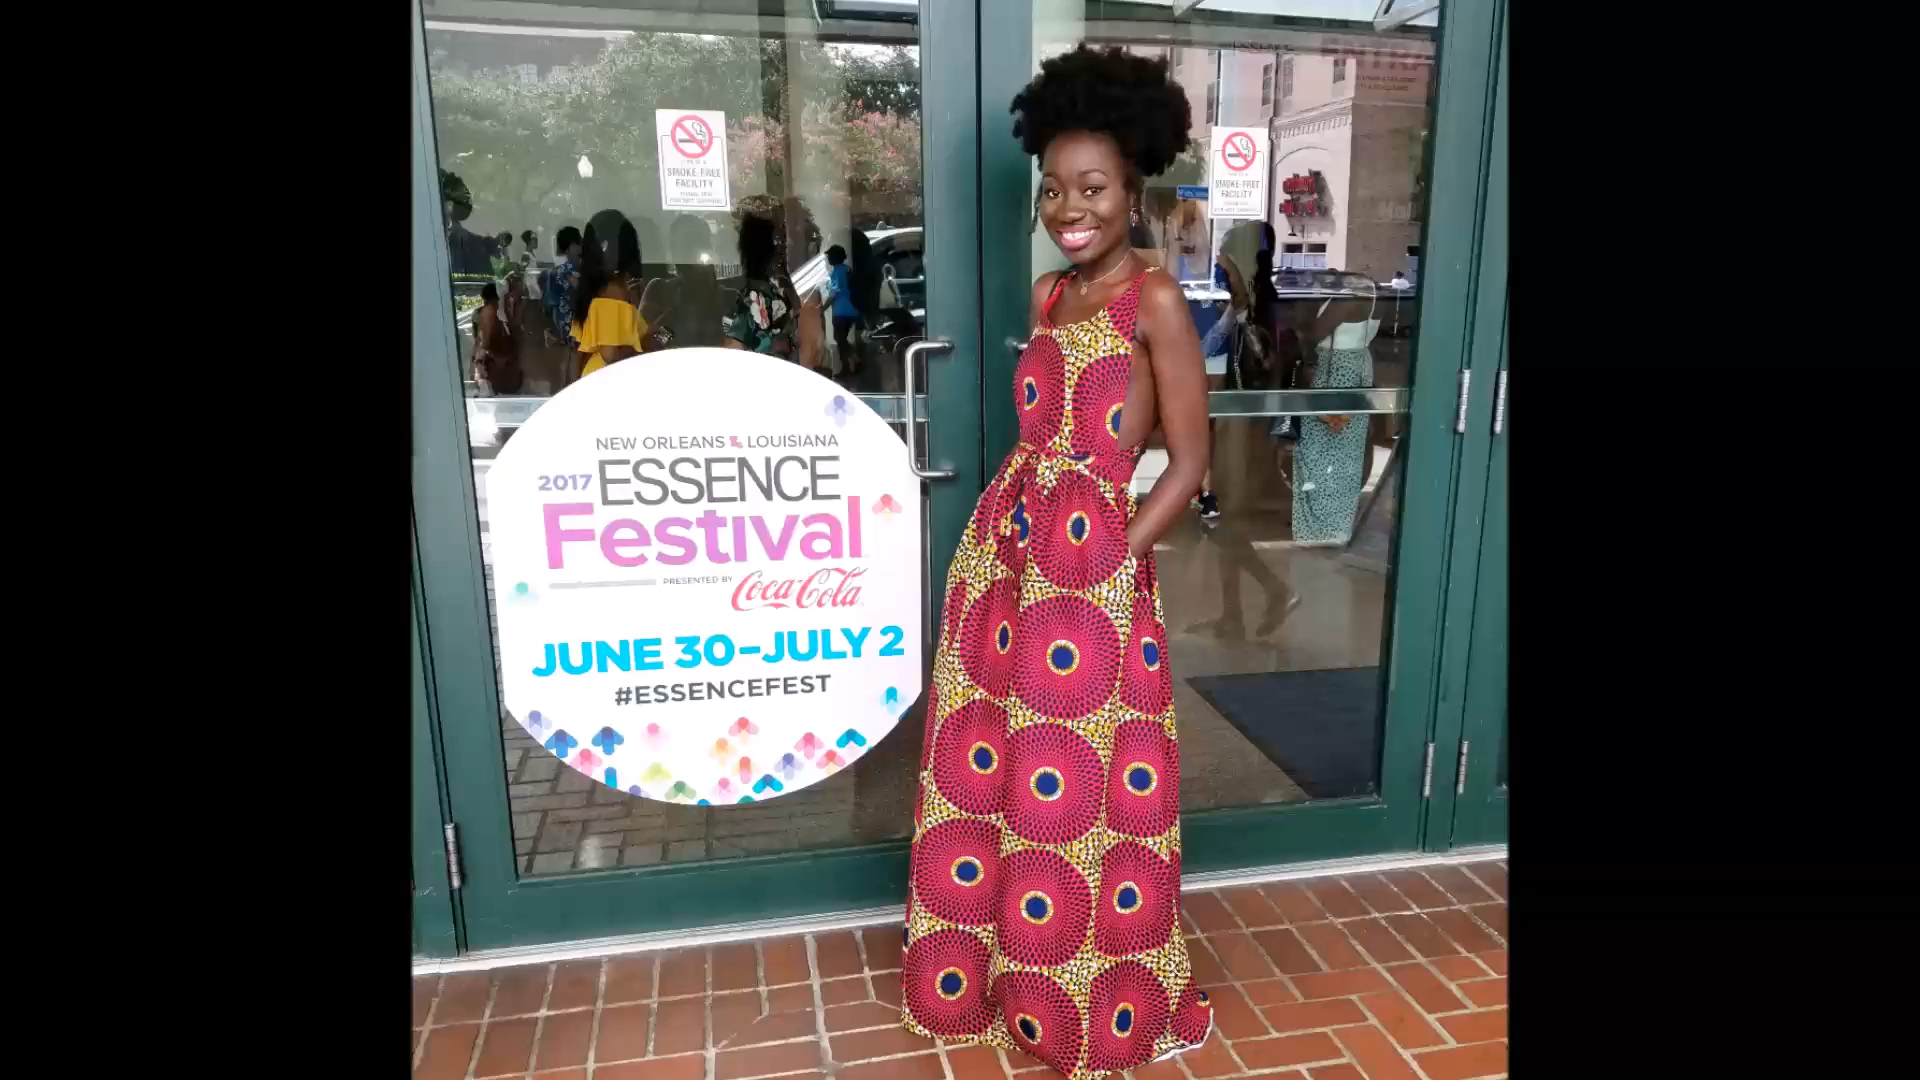 SMOKE-FREE
FACILITY
SMOKE-FREE
FACILITY
NEW ORLEANS LOUISIANA
2017 ESSENCE
Festival
PRESENTED BY Coca-Cola
JUNE 30-JULY 2
#ESSENCEFEST